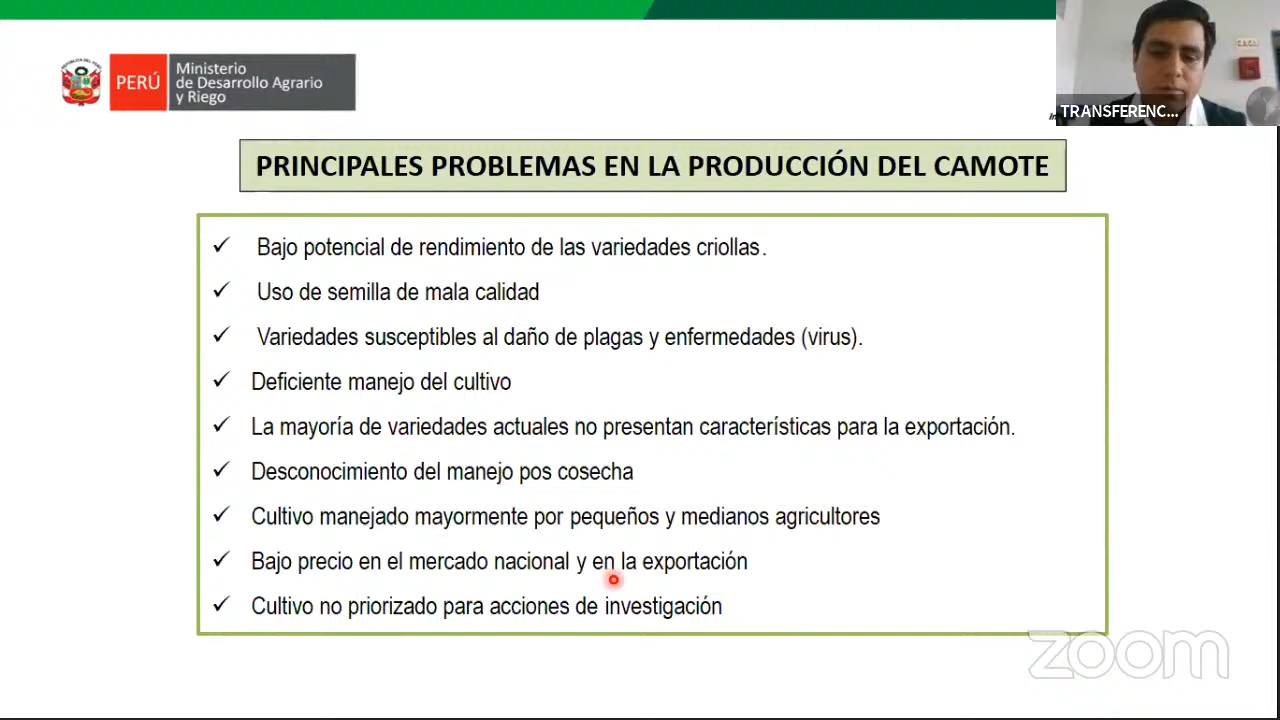 PERÚ
Ministerio
de Desarrollo Agrario
y Riego
TRANSFERENC...
PRINCIPALES PROBLEMAS EN LA PRODUCCIÓN DEL CAMOTE
✓ Bajo potencial de rendimiento de las variedades criollas.
✓ Uso de semilla de mala calidad
✓ Variedades susceptibles al daño de plagas y enfermedades (virus).
✓ Deficiente manejo del cultivo
✓ La mayoría de variedades actuales no presentan características para la exportación.
✓ Desconocimiento del manejo pos cosecha
✓ Cultivo manejado mayormente por pequeños y medianos agricultores
✓ Bajo precio en el mercado nacional y en la exportación
✓ Cultivo no priorizado para acciones de investigación
zoom